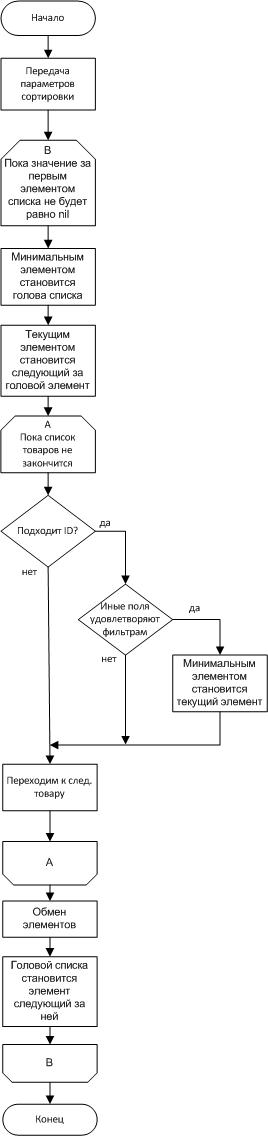 Начало
Передача
параметров
сортировки
B
Пока значение за
первым
элементом
списка не будет
равно nil
Минимальным
элементом
становится
голова списка
Текущим
элементом
становится
следующий за
головой элемент
A
Пока список
товаров не
закончится
Подходит ID?
да
нет
Иные поля
удовлетворяют
фильтрам
да
нет
Минимальным
элементом
становится
текущий элемент
Переходим к след.
товару
A
Обмен
элементов
Головой списка
становится
элемент
следующий за
ней
B
Конец